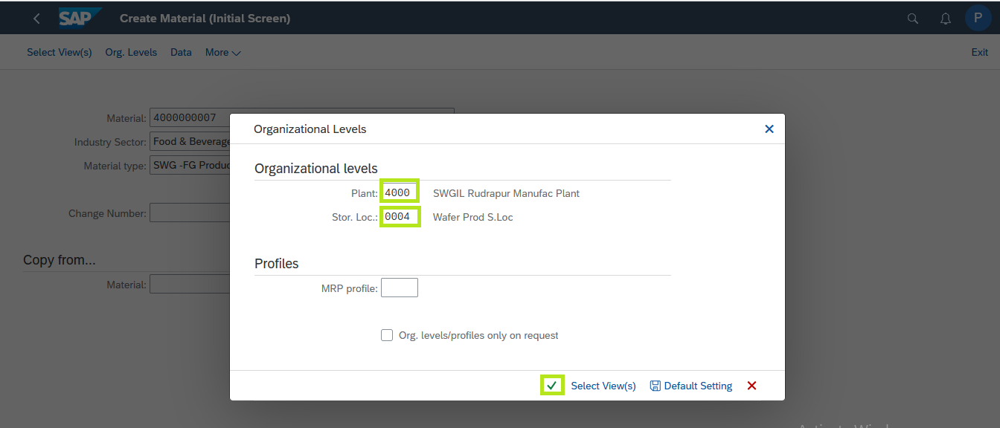 SAP Create Material (Initial Screen) P
Select View(s) Org. Levels Data More Exit
Material: 4000000007
Industry Sector: Food & Beverage
Material type: SWG -FG Produc
Change Number:
Copy from...
Material:
Organizational Levels
Organizational levels
Plant: 4000 SWGIL Rudrapur Manufac Plant
Stor. Loc.: 0004 Wafer Prod S.Loc
Profiles
MRP profile:
Org. levels/profiles only on request
Select View(s) Default Setting